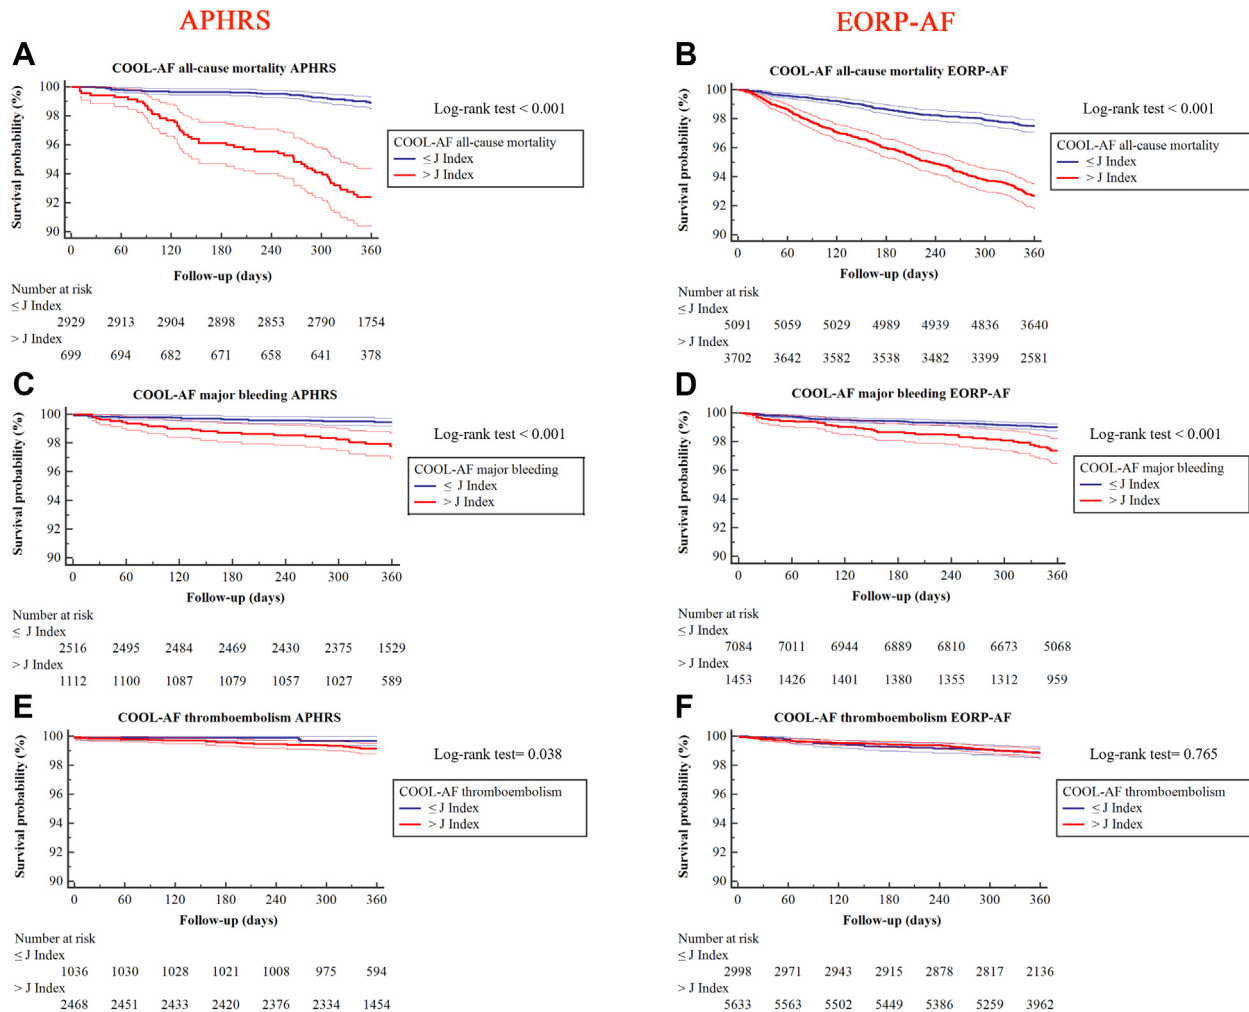 APHRS
EORP-AF
A
COOL-AF all-cause mortality APHRS
Survival probability (%)
100
98
96
94
92
90
0 60 120 180 240 300 360
Follow-up (days)
Log-rank test < 0.001
COOL-AF all-cause mortality
≤ J Index
> J Index
Number at risk
≤ J Index
2929 2913 2904 2898 2853 2790 1754
> J Index
699 694 682 671 658 641 378
B
COOL-AF all-cause mortality EORP-AF
Survival probability (%)
100
98
96
94
92
90
0 60 120 180 240 300 360
Follow-up (days)
Log-rank test < 0.001
COOL-AF all-cause mortality
≤ J Index
> J Index
Number at risk
≤ J Index
5091 5059 5029 4989 4939 4836 3640
> J Index
3702 3642 3582 3538 3482 3399 2581
C
COOL-AF major bleeding APHRS
Survival probability (%)
100
98
96
94
92
90
0 60 120 180 240 300 360
Follow-up (days)
Log-rank test < 0.001
COOL-AF major bleeding
≤ J Index
> J Index
Number at risk
≤ J Index
2516 2495 2484 2469 2430 2375 1529
> J Index
1112 1100 1087 1079 1057 1027 589
D
COOL-AF major bleeding EORP-AF
Survival probability (%)
100
98
96
94
92
90
0 60 120 180 240 300 360
Follow-up (days)
Log-rank test < 0.001
COOL-AF major bleeding
≤ J Index
> J Index
Number at risk
≤ J Index
7084 7011 6944 6889 6810 6673 5068
> J Index
1453 1426 1401 1380 1355 1312 959
E
COOL-AF thromboembolism APHRS
Survival probability (%)
100
98
96
94
92
90
0 60 120 180 240 300 360
Follow-up (days)
Log-rank test= 0.038
COOL-AF thromboembolism
≤ J Index
> J Index
Number at risk
≤ J Index
1036 1030 1028 1021 1008 975 594
> J Index
2468 2451 2433 2420 2376 2334 1454
F
COOL-AF thromboembolism EORP-AF
Survival probability (%)
100
98
96
94
92
90
0 60 120 180 240 300 360
Follow-up (days)
Log-rank test= 0.765
COOL-AF thromboembolism
≤ J Index
> J Index
Number at risk
≤ J Index
2998 2971 2943 2915 2878 2817 2136
> J Index
5633 5563 5502 5449 5386 5259 3962